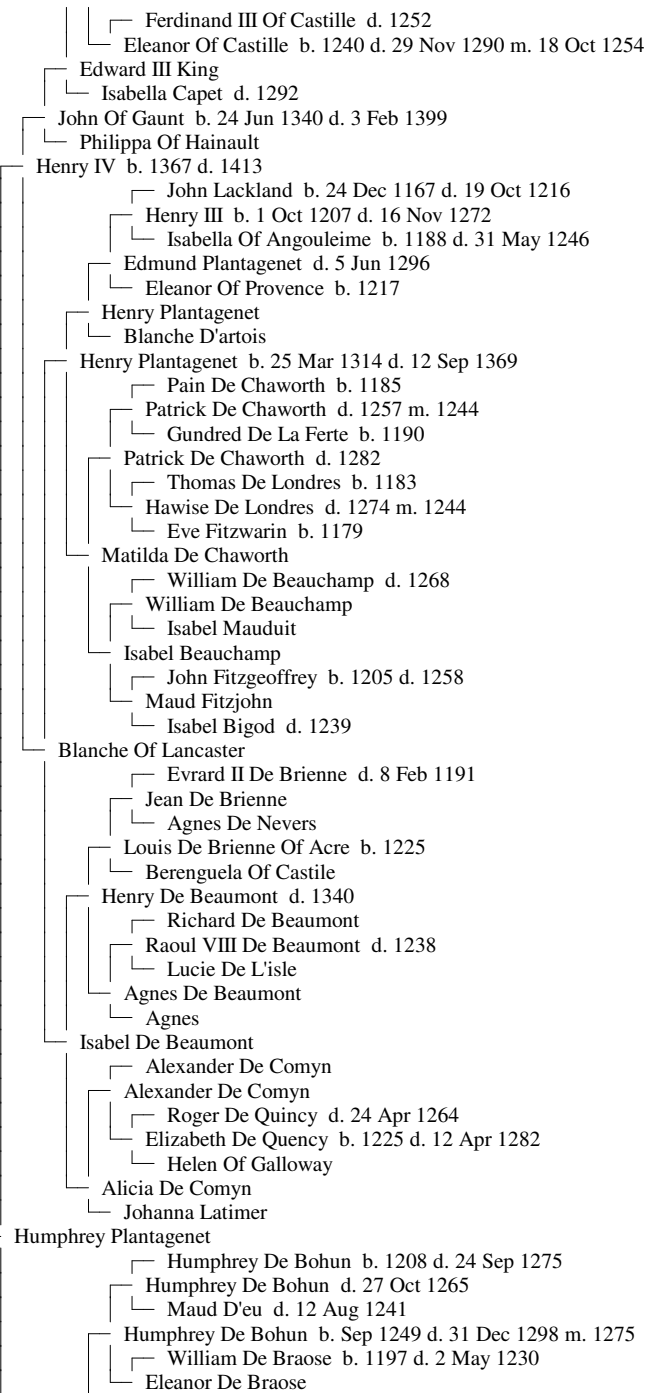 Ferdinand III Of Castille d. 1252
Eleanor Of Castille b. 1240 d. 29 Nov 1290 m. 18 Oct 1254
Edward III King
Isabella Capet d. 1292
John Of Gaunt b. 24 Jun 1340 d. 3 Feb 1399
Philippa Of Hainault
Henry IV b. 1367 d. 1413
John Lackland b. 24 Dec 1167 d. 19 Oct 1216
Henry III b. 1 Oct 1207 d. 16 Nov 1272
Isabella Of Angouleime b. 1188 d. 31 May 1246
Edmund Plantagenet d. 5 Jun 1296
Eleanor Of Provence b. 1217
Henry Plantagenet
Blanche D'artois
Henry Plantagenet b. 25 Mar 1314 d. 12 Sep 1369
Pain De Chaworth b. 1185
Patrick De Chaworth d. 1257 m. 1244
Gundred De La Ferte b. 1190
Patrick De Chaworth d. 1282
Thomas De Londres b. 1183
Hawise De Londres d. 1274 m. 1244
Eve Fitzwarin b. 1179
Matilda De Chaworth
William De Beauchamp d. 1268
William De Beauchamp
Isabel Mauduit
Isabel Beauchamp
John Fitzgeoffrey b. 1205 d. 1258
Maud Fitzjohn
Isabel Bigod d. 1239
Blanche Of Lancaster
Evrard II De Brienne d. 8 Feb 1191
Jean De Brienne
Agnes De Nevers
Louis De Brienne Of Acre b. 1225
Berenguela Of Castile
Henry De Beaumont d. 1340
Richard De Beaumont
Raoul VIII De Beaumont d. 1238
Lucie De L'isle
Agnes De Beaumont
Agnes
Isabel De Beaumont
Alexander De Comyn
Alexander De Comyn
Roger De Quincy d. 24 Apr 1264
Elizabeth De Quency b. 1225 d. 12 Apr 1282
Helen Of Galloway
Alicia De Comyn
Johanna Latimer
Humphrey Plantagenet
Humphrey De Bohun b. 1208 d. 24 Sep 1275
Humphrey De Bohun d. 27 Oct 1265
Maud D'eu d. 12 Aug 1241
Humphrey De Bohun b. Sep 1249 d. 31 Dec 1298 m. 1275
William De Braose b. 1197 d. 2 May 1230
Eleanor De Braose